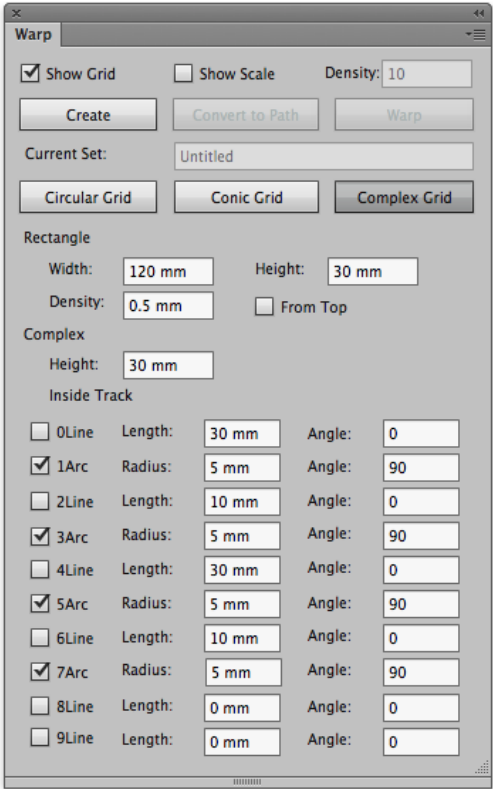 Warp
Show Grid Show Scale Density: 10
Create Convert to Path Warp
Current Set: Untitled
Circular Grid Conic Grid Complex Grid
Rectangle
Width: 120 mm Height: 30 mm
Density: 0.5 mm From Top
Complex
Height: 30 mm
Inside Track
0Line Length: 30 mm Angle: 0
1Arc Radius: 5 mm Angle: 90
2Line Length: 10 mm Angle: 0
3Arc Radius: 5 mm Angle: 90
4Line Length: 30 mm Angle: 0
5Arc Radius: 5 mm Angle: 90
6Line Length: 10 mm Angle: 0
7Arc Radius: 5 mm Angle: 90
8Line Length: 0 mm Angle: 0
9Line Length: 0 mm Angle: 0